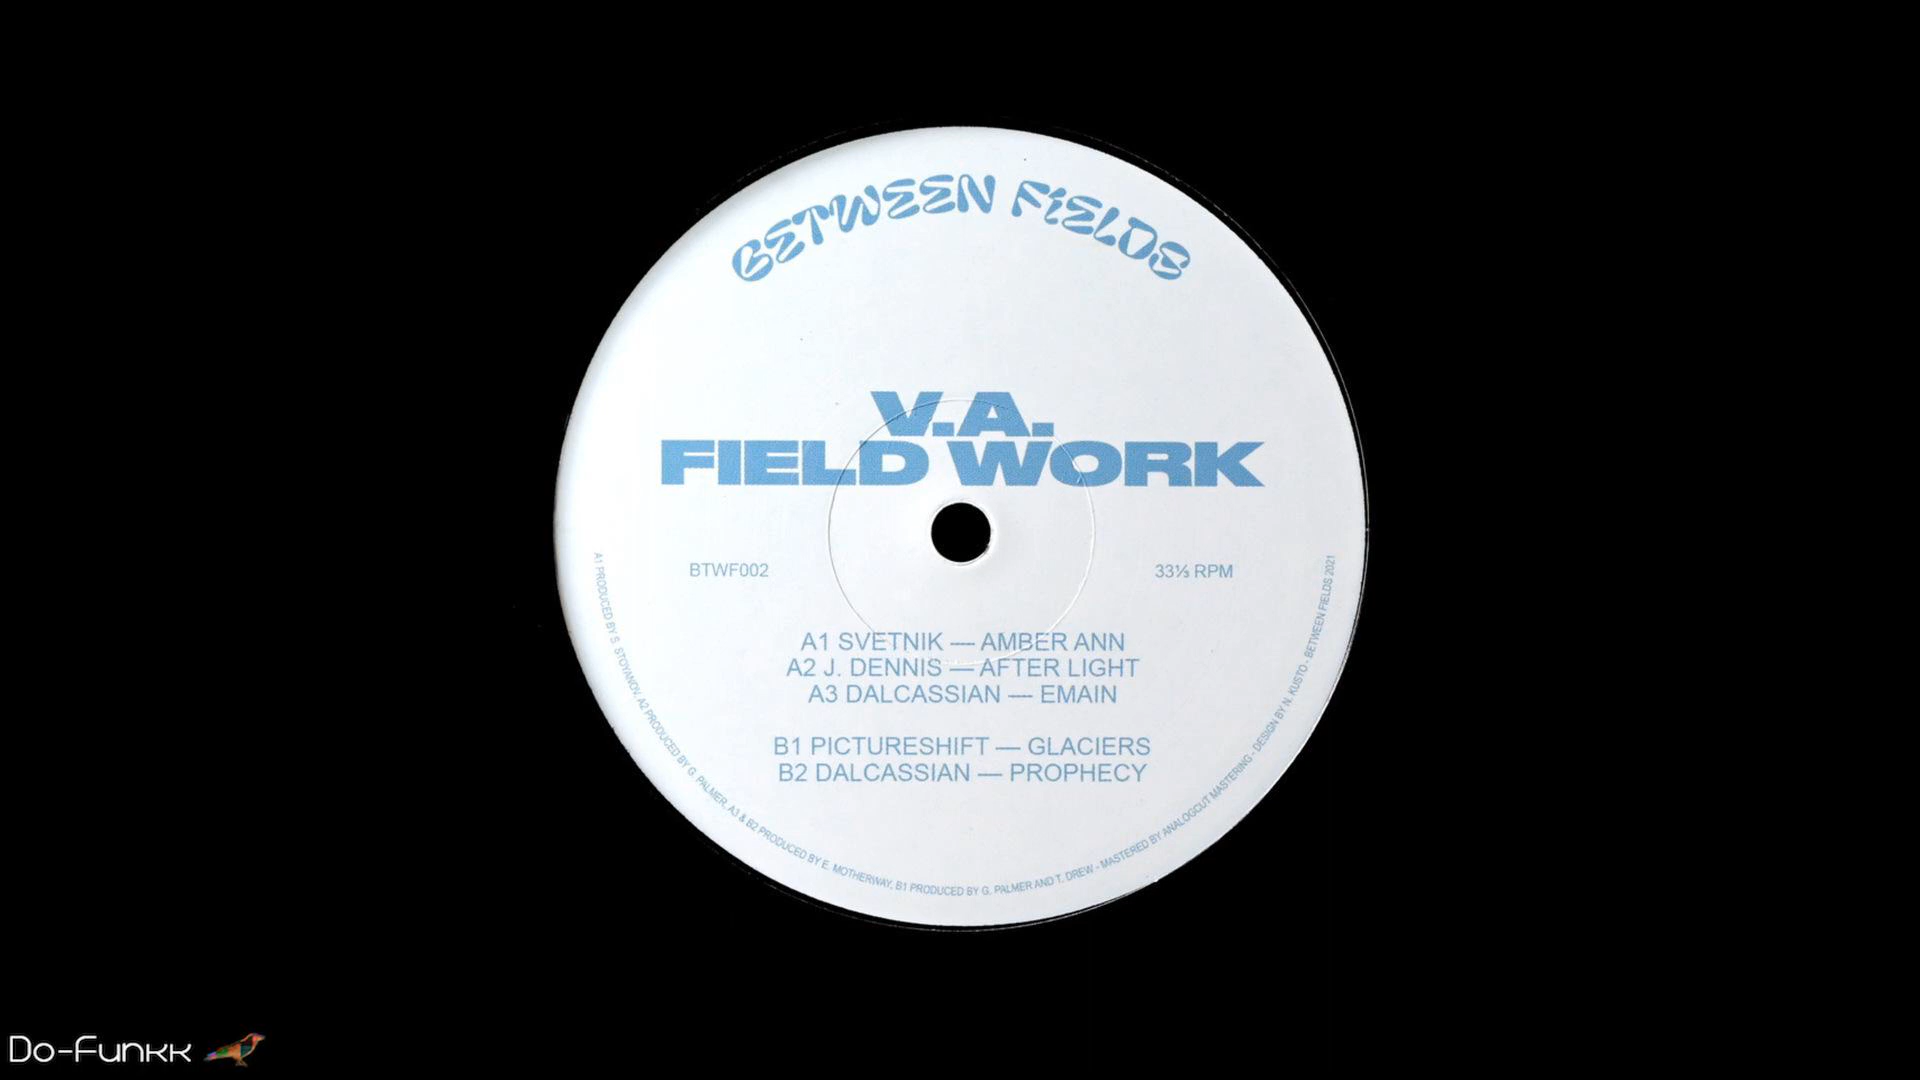 BETWEEN FIELDS
V.A.
FIELD WORK
BTWF002
33⅓ RPM
A1 SVETNIK — AMBER ANN
A2 J. DENNIS — AFTER LIGHT
A3 DALCASSIAN — EMAIN
B1 PICTURESHIFT — GLACIERS
B2 DALCASSIAN — PROPHECY
A1 PRODUCED BY S. STOYANOV, A2 PRODUCED BY G. PALMER, A3 & B2 PRODUCED BY E. MOTHERWAY, B1 PRODUCED BY G. PALMER AND T. DREW - MASTERED BY ANALOGCUT MASTERING - DESIGN BY N. KUSTO - BETWEEN FIELDS 2021
Do-Funkk